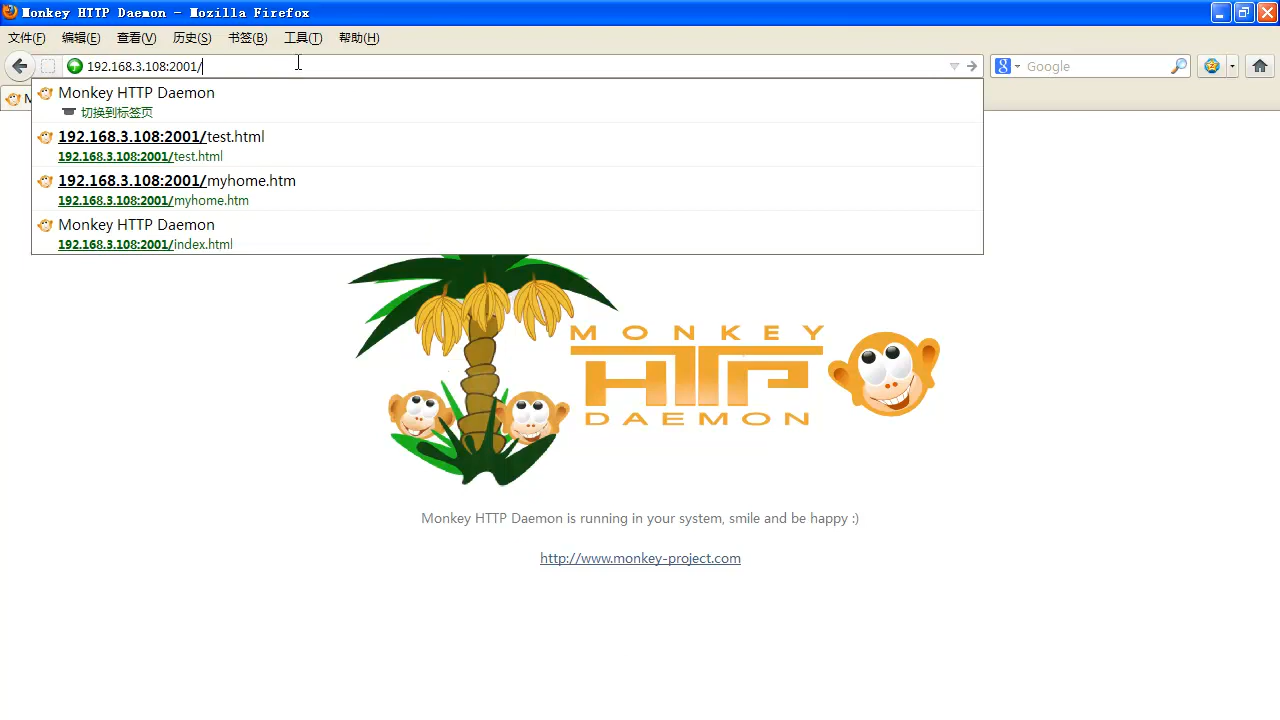 Monkey HTTP Daemon - Mozilla Firefox
文件(F) 编辑(E) 查看(V) 历史(S) 书签(B) 工具(T) 帮助(H)
192.168.3.108:2001/
Google
M
Monkey HTTP Daemon
切换到标签页
192.168.3.108:2001/test.html
192.168.3.108:2001/test.html
192.168.3.108:2001/myhome.htm
192.168.3.108:2001/myhome.htm
Monkey HTTP Daemon
192.168.3.108:2001/index.html
MONKEY
HTTP
DAEMON
Monkey HTTP Daemon is running in your system, smile and be happy :)
http://www.monkey-project.com